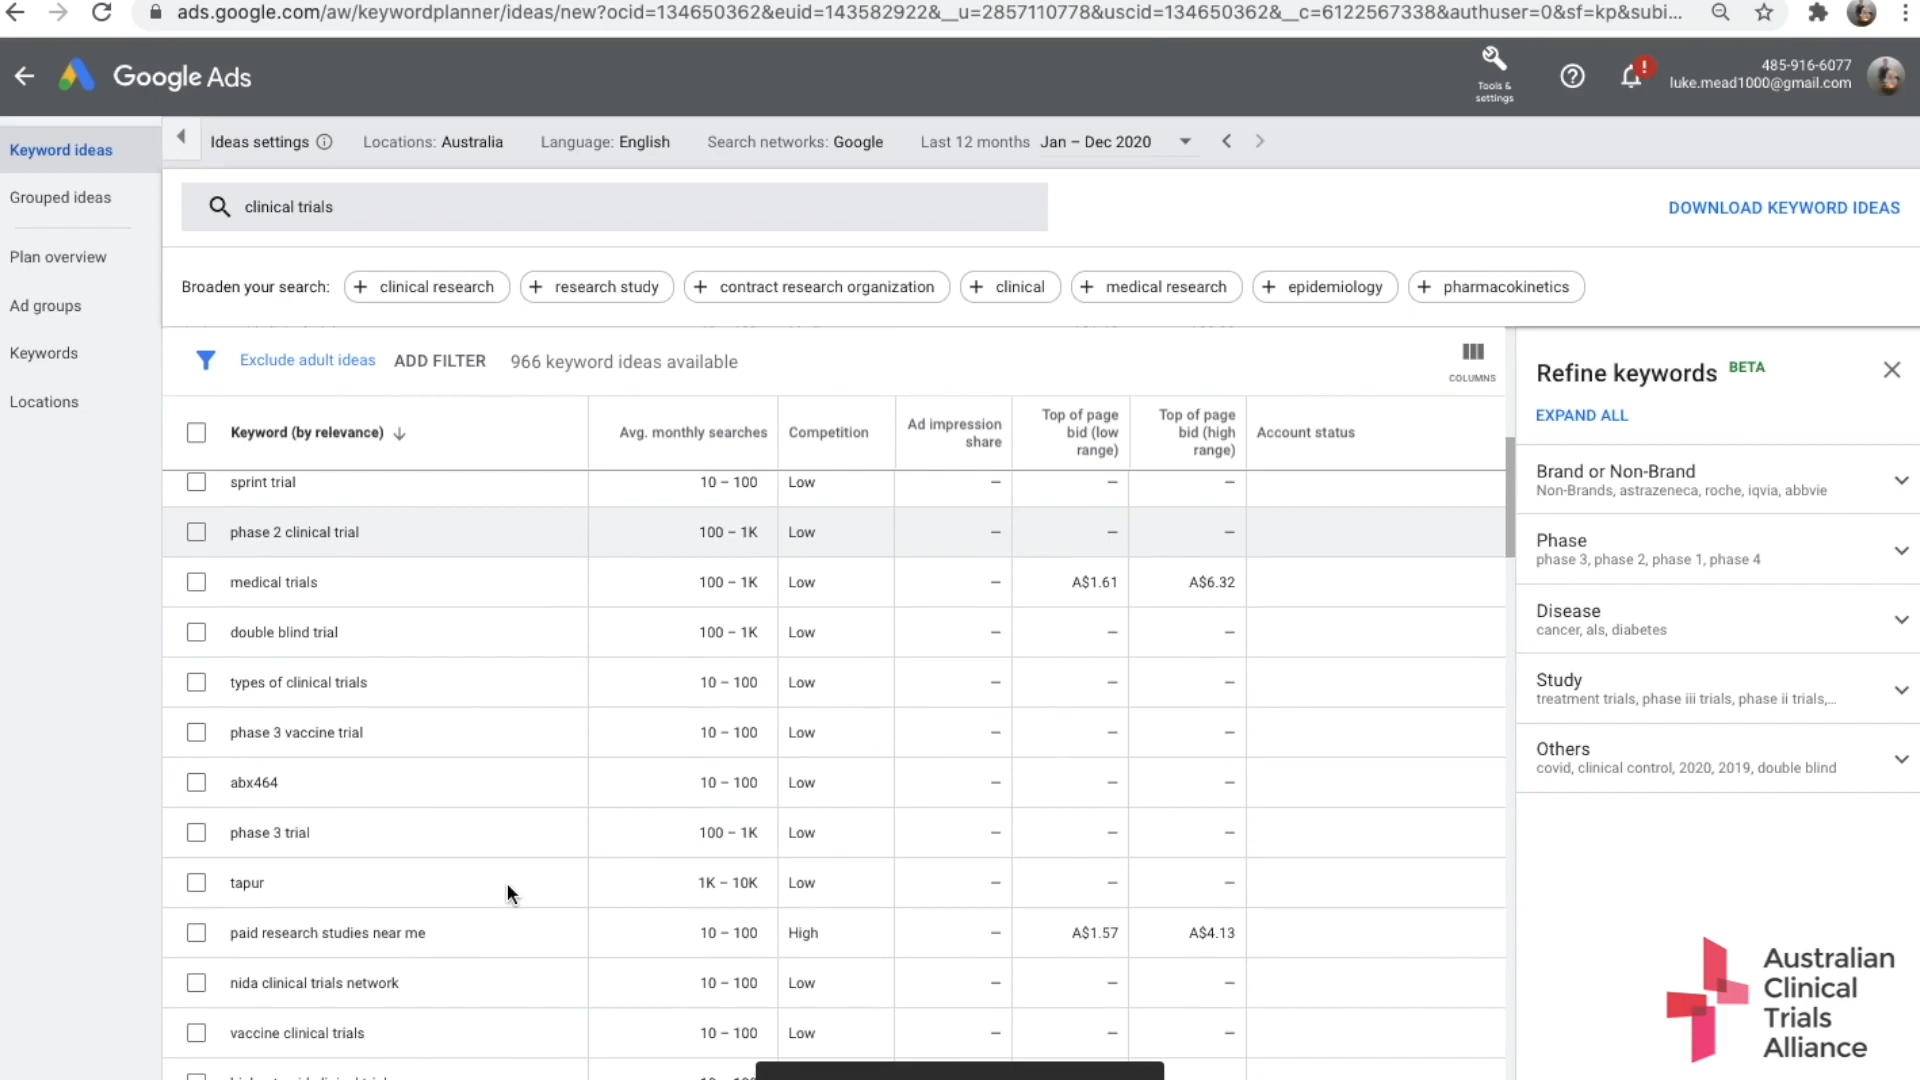 ads.google.com/aw/keywordplanner/ideas/new?ocid=134650362&euid=143582922&__u=2857110778&uscid=134650362&__c=6122567338&authuser=0&sf=kp&subi...
Google Ads
Tools &
settings
!
485-916-6077
luke.mead1000@gmail.com
Keyword ideas
Grouped ideas
Plan overview
Ad groups
Keywords
Locations
Ideas settings
Locations: Australia
Language: English
Search networks: Google
Last 12 months Jan – Dec 2020
clinical trials
DOWNLOAD KEYWORD IDEAS
Broaden your search:
+ clinical research
+ research study
+ contract research organization
+ clinical
+ medical research
+ epidemiology
+ pharmacokinetics
Exclude adult ideas ADD FILTER 966 keyword ideas available
COLUMNS
Keyword (by relevance)
Avg. monthly searches
Competition
Ad impression
share
Top of page
bid (low
range)
Top of page
bid (high
range)
Account status
sprint trial 10 – 100 Low – – –
phase 2 clinical trial 100 – 1K Low – – –
medical trials 100 – 1K Low – A$1.61 A$6.32
double blind trial 100 – 1K Low – – –
types of clinical trials 10 – 100 Low – – –
phase 3 vaccine trial 10 – 100 Low – – –
abx464 10 – 100 Low – – –
phase 3 trial 100 – 1K Low – – –
tapur 1K – 10K Low – – –
paid research studies near me 10 – 100 High – A$1.57 A$4.13
nida clinical trials network 10 – 100 Low – – –
vaccine clinical trials 10 – 100 Low – – –
Refine keywords BETA
EXPAND ALL
Brand or Non-Brand
Non-Brands, astrazeneca, roche, iqvia, abbvie
Phase
phase 3, phase 2, phase 1, phase 4
Disease
cancer, als, diabetes
Study
treatment trials, phase iii trials, phase ii trials,...
Others
covid, clinical control, 2020, 2019, double blind
Australian
Clinical
Trials
Alliance